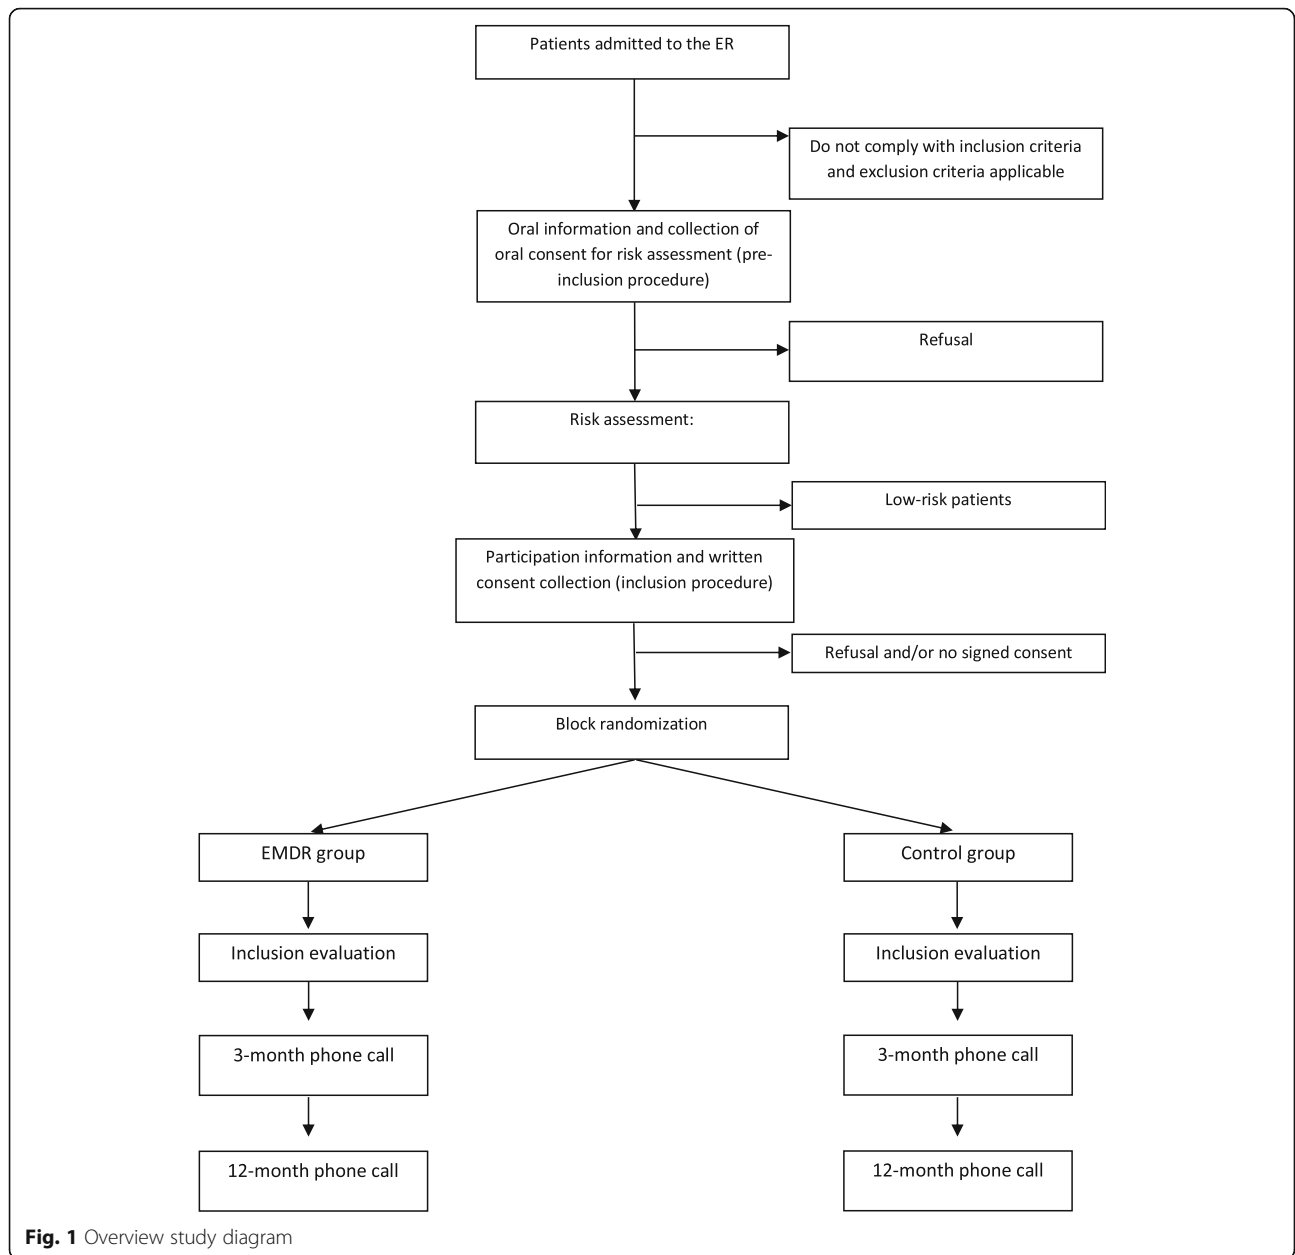 Patients admitted to the ER
Do not comply with inclusion criteria
and exclusion criteria applicable
Oral information and collection of
oral consent for risk assessment (pre-
inclusion procedure)
Refusal
Risk assessment:
Low-risk patients
Participation information and written
consent collection (inclusion procedure)
Refusal and/or no signed consent
Block randomization
EMDR group
Control group
Inclusion evaluation
Inclusion evaluation
3-month phone call
3-month phone call
12-month phone call
12-month phone call
Fig. 1 Overview study diagram